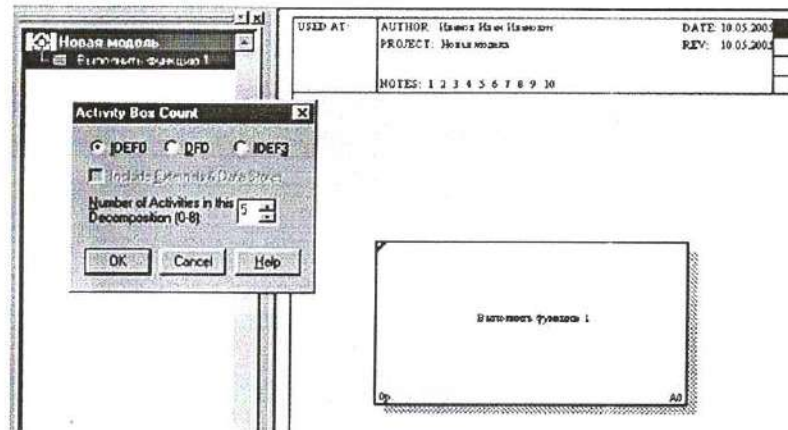 Новая модель
Выполнить функцию 1
Activity Box Count
IDEF0 DFD IDEF3
Include Externals & Data Stores
Number of Activities in this
Decomposition (0-8) 5
OK Cancel Help
USED AT:
AUTHOR: Иванов Иван Иванович
DATE: 10.05.2005
PROJECT: Новая модель
REV: 10.05.2005
NOTES: 1 2 3 4 5 6 7 8 9 10
Выполнить функцию 1
0р.
A0